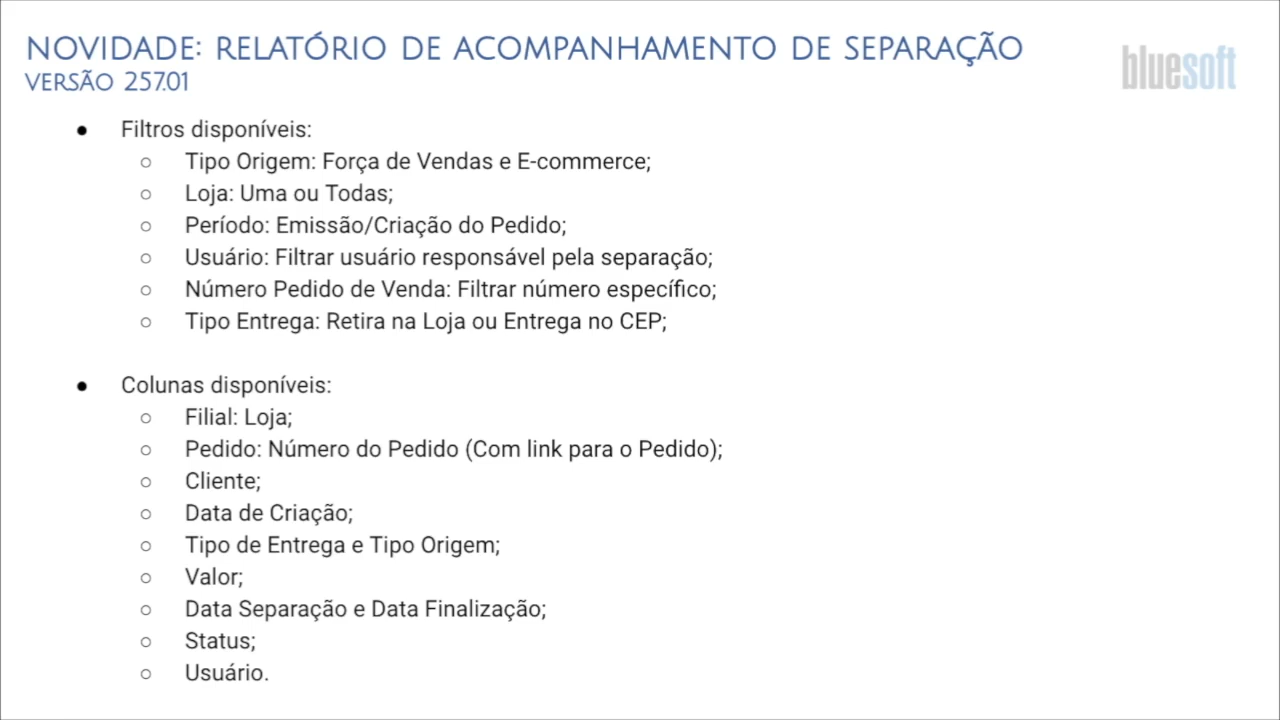 NOVIDADE: RELATÓRIO DE ACOMPANHAMENTO DE SEPARAÇÃO
VERSÃO 257.01
bluesoft
● Filtros disponíveis:
○ Tipo Origem: Força de Vendas e E-commerce;
○ Loja: Uma ou Todas;
○ Período: Emissão/Criação do Pedido;
○ Usuário: Filtrar usuário responsável pela separação;
○ Número Pedido de Venda: Filtrar número específico;
○ Tipo Entrega: Retira na Loja ou Entrega no CEP;
● Colunas disponíveis:
○ Filial: Loja;
○ Pedido: Número do Pedido (Com link para o Pedido);
○ Cliente;
○ Data de Criação;
○ Tipo de Entrega e Tipo Origem;
○ Valor;
○ Data Separação e Data Finalização;
○ Status;
○ Usuário.